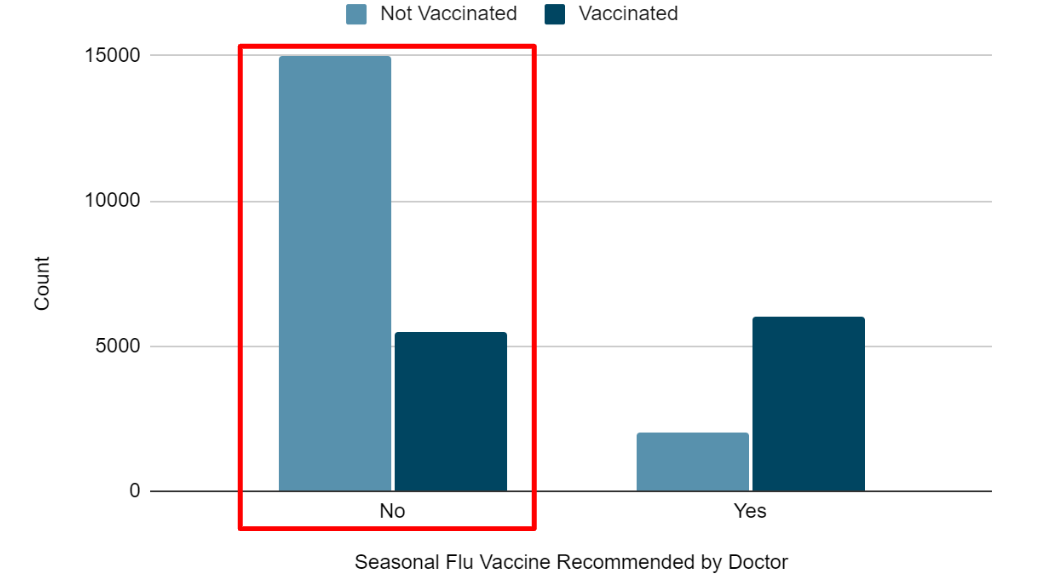 Not Vaccinated Vaccinated
15000
10000
5000
0
Count
No Yes
Seasonal Flu Vaccine Recommended by Doctor